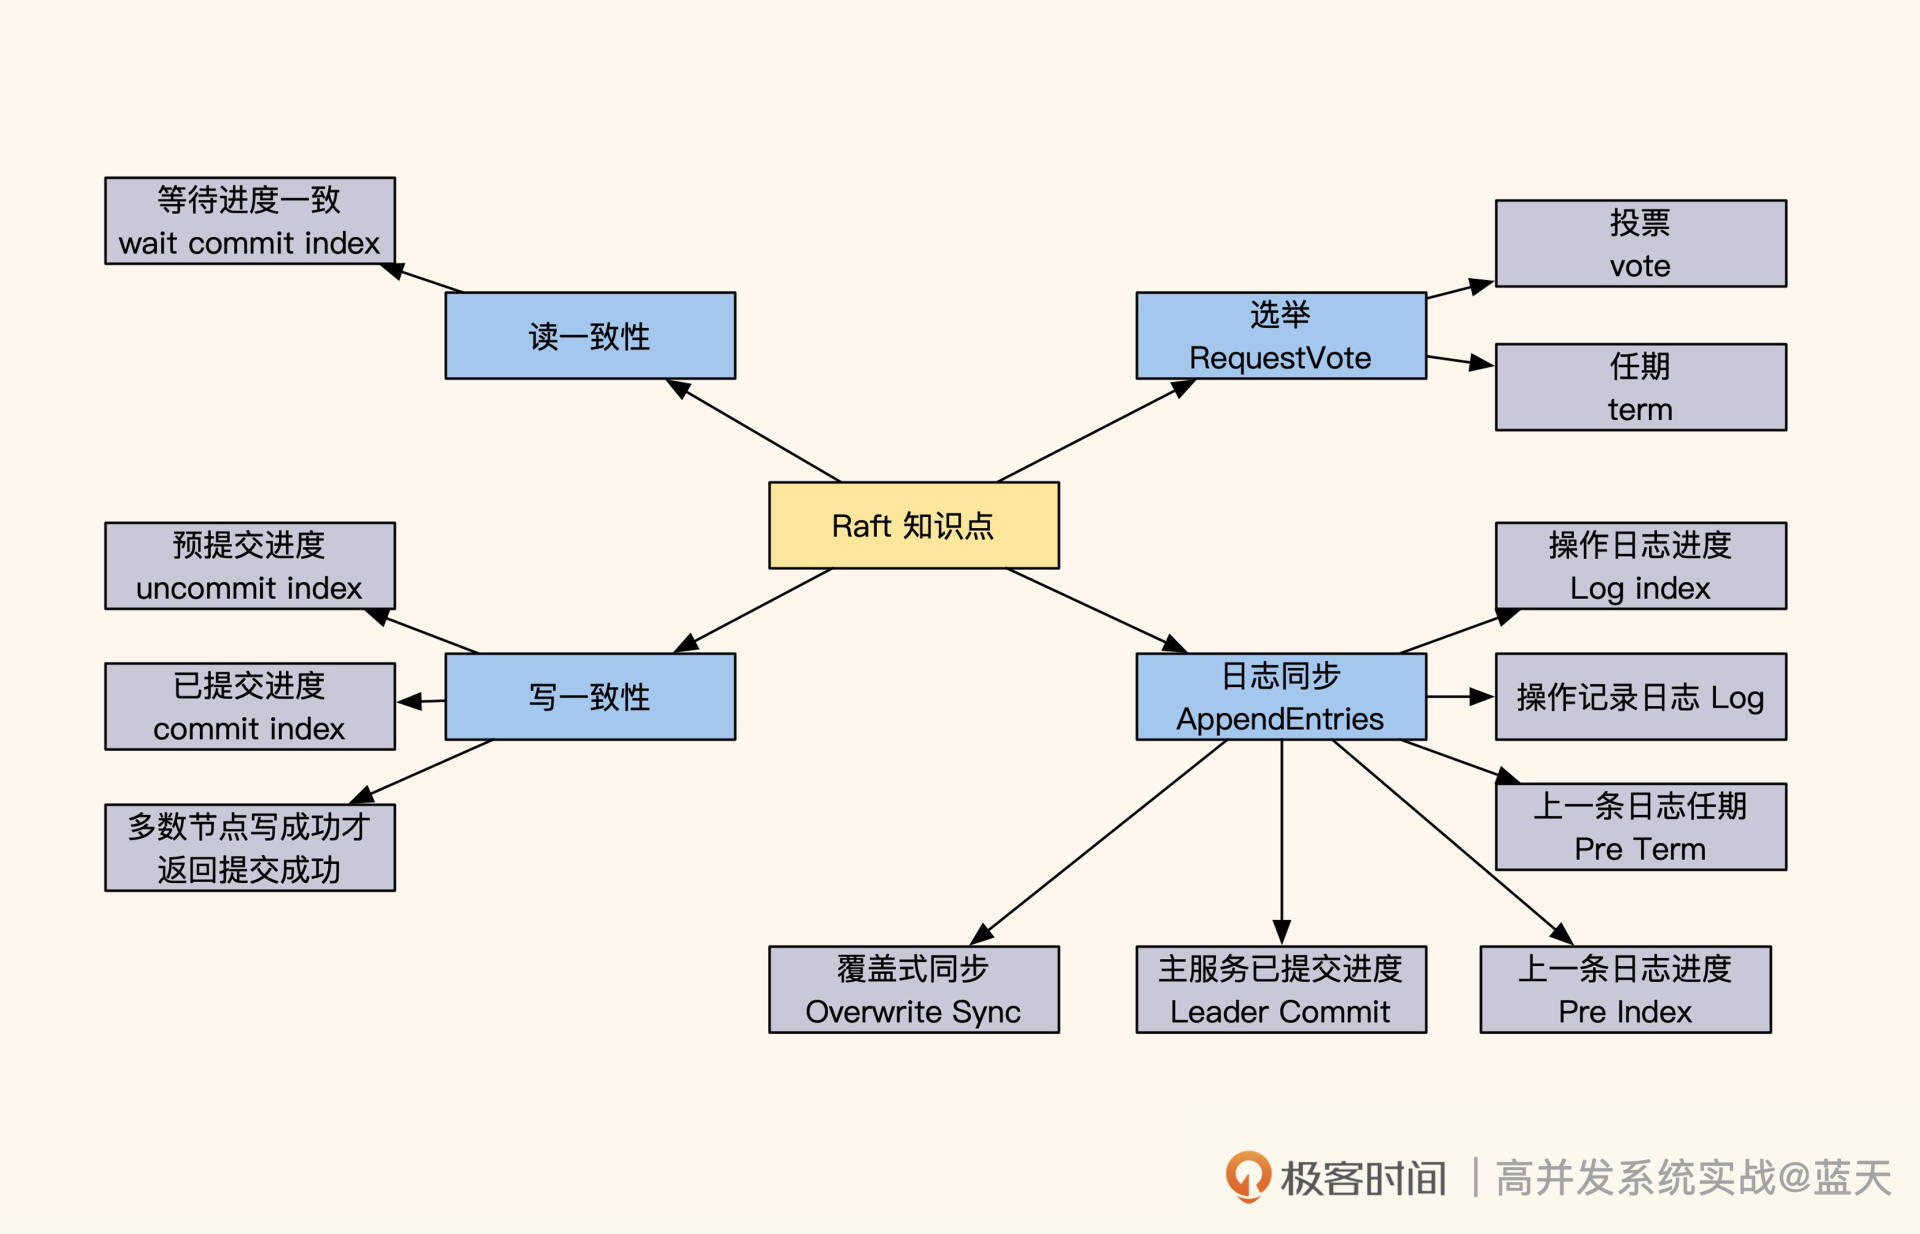 等待进度一致
wait commit index
读一致性
选举
RequestVote
投票
vote
任期
term
Raft 知识点
预提交进度
uncommit index
已提交进度
commit index
多数节点写成功才
返回提交成功
写一致性
日志同步
AppendEntries
操作日志进度
Log index
操作记录日志 Log
上一条日志任期
Pre Term
覆盖式同步
Overwrite Sync
主服务已提交进度
Leader Commit
上一条日志进度
Pre Index
极客时间 | 高并发系统实战@蓝天